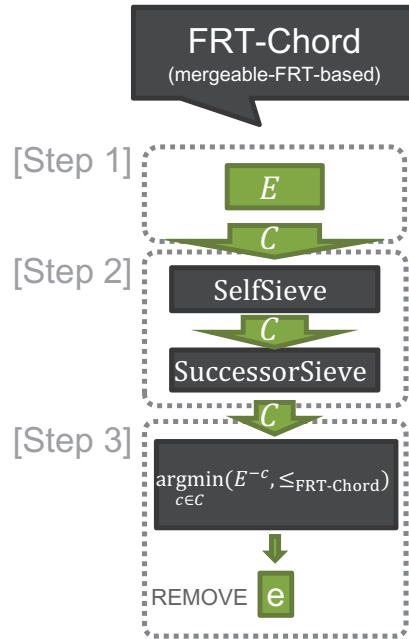 FRT-Chord
(mergeable-FRT-based)
[Step 1]
E
C
[Step 2]
SelfSieve
C
SuccessorSieve
C
[Step 3]
argmin(E⁻ᶜ, ≤FRT-Chord)
c∈C
REMOVE e